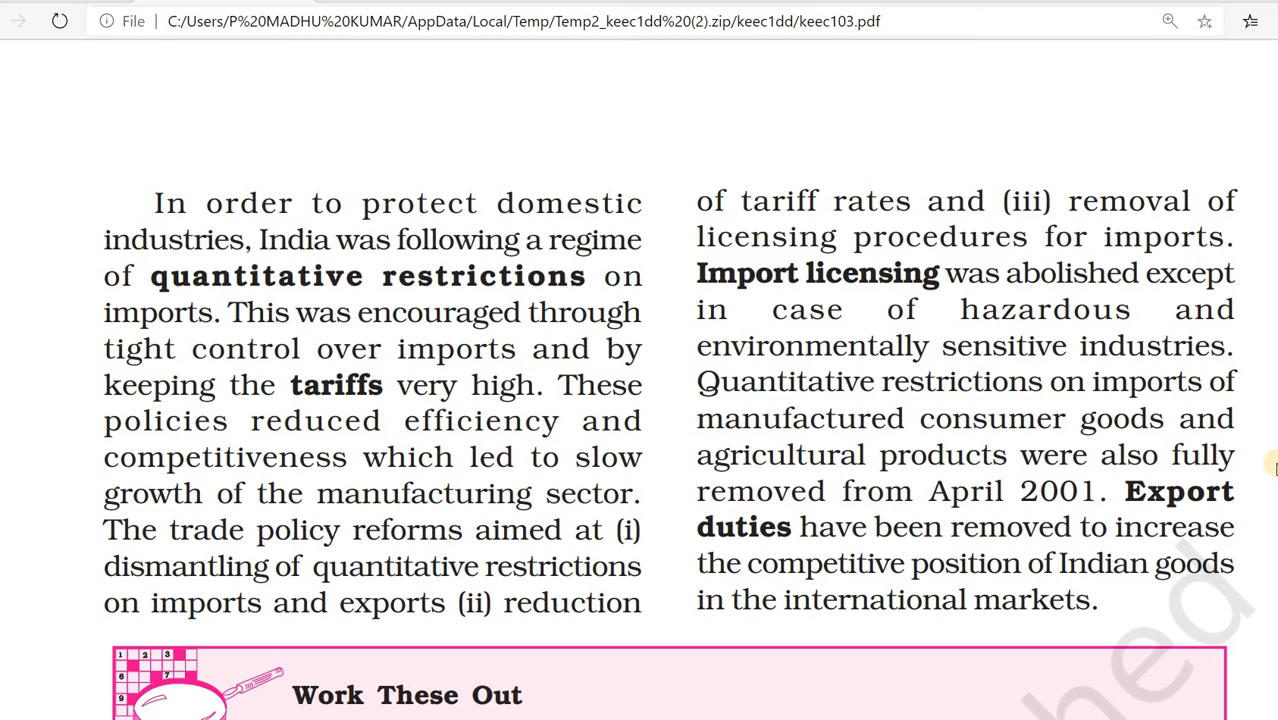 File
C:/Users/P%20MADHU%20KUMAR/AppData/Local/Temp/Temp2_keec1dd%20(2).zip/keec1dd/keec103.pdf
In order to protect domestic
industries, India was following a regime
of quantitative restrictions on
imports. This was encouraged through
tight control over imports and by
keeping the tariffs very high. These
policies reduced efficiency and
competitiveness which led to slow
growth of the manufacturing sector.
The trade policy reforms aimed at (i)
dismantling of quantitative restrictions
on imports and exports (ii) reduction
of tariff rates and (iii) removal of
licensing procedures for imports.
Import licensing was abolished except
in case of hazardous and
environmentally sensitive industries.
Quantitative restrictions on imports of
manufactured consumer goods and
agricultural products were also fully
removed from April 2001. Export
duties have been removed to increase
the competitive position of Indian goods
in the international markets.
1 2 3
6 7
9
Work These Out
hed